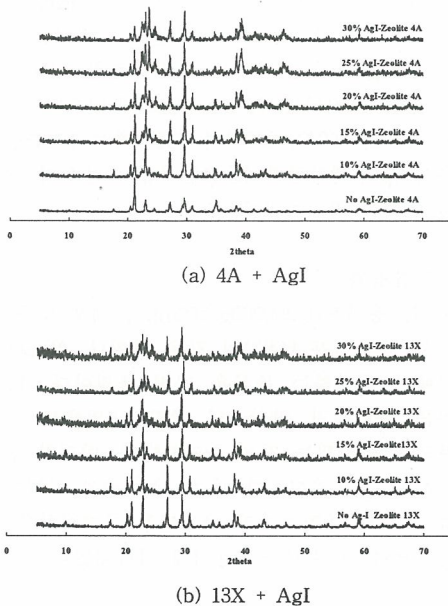 30% AgI-Zeolite 4A
25% AgI-Zeolite 4A
20% AgI-Zeolite 4A
15% AgI-Zeolite 4A
10% AgI-Zeolite 4A
No AgI-Zeolite 4A
0 10 20 30 40 50 60 70
2theta
(a) 4A + AgI
30% AgI-Zeolite 13X
25% AgI-Zeolite 13X
20% AgI-Zeolite 13X
15% AgI-Zeolite13X
10% AgI-Zeolite 13X
No Ag-I Zeolite 13X
0 10 20 30 40 50 60 70
2theta
(b) 13X + AgI